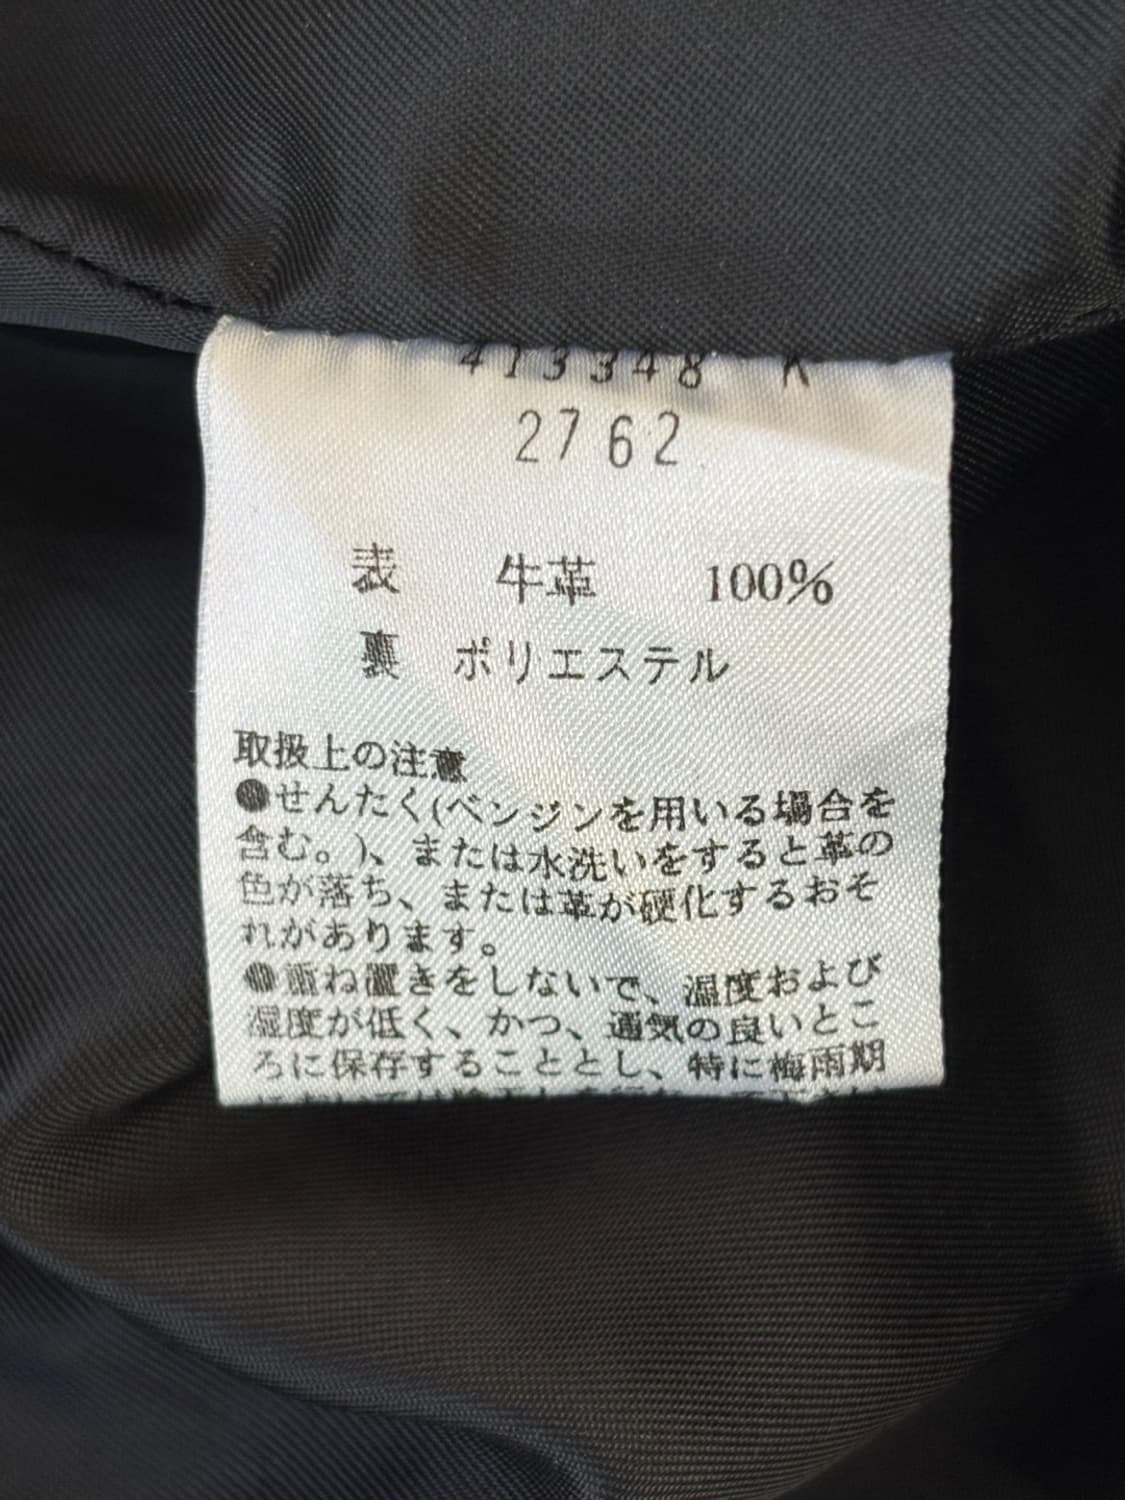 413348 K
2762
表 牛革 100%
裏 ポリエステル
取扱上の注意
●せんたく(ベンジンを用いる場合を
含む。)、または水洗いをすると革の
色が落ち、または革が硬化するおそ
れがあります。
●重ね置きをしないで、温度および
湿度が低く、かつ、通気の良いとこ
ろに保存することとし、特に梅雨期